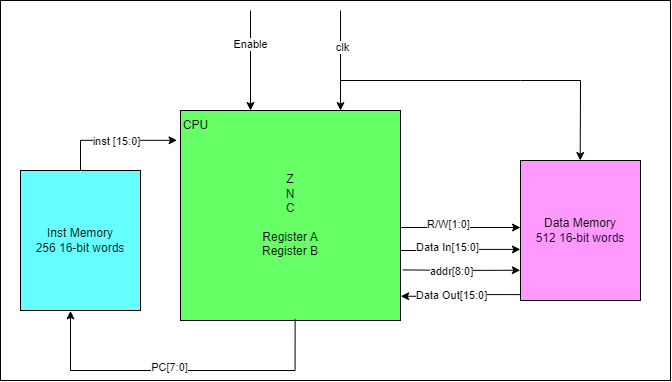 Enable
clk
CPU
inst [15:0]
Z
N
C
Register A
Register B
Inst Memory
256 16-bit words
R/W[1:0]
Data In[15:0]
addr[8:0]
Data Out[15:0]
Data Memory
512 16-bit words
PC[7:0]